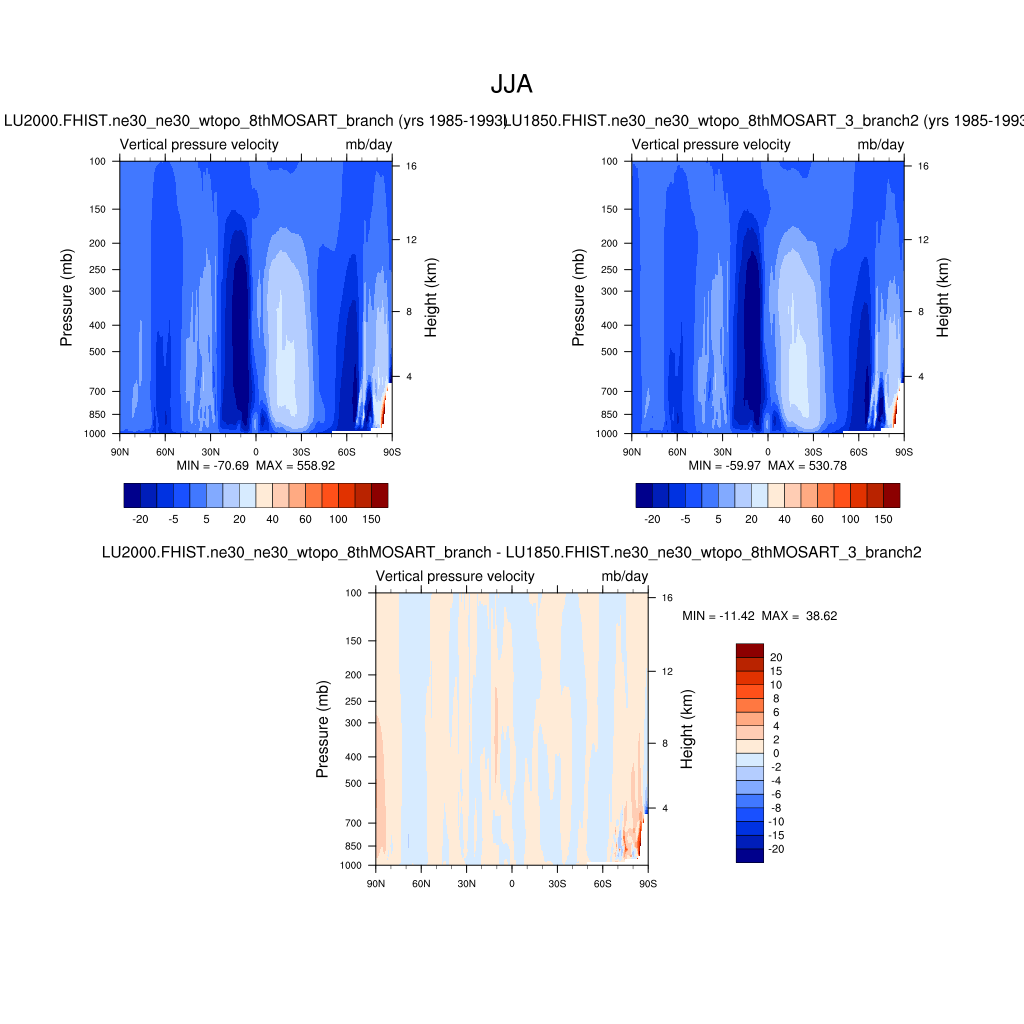 JJA
LU2000.FHIST.ne30_ne30_wtopo_8thMOSART_branch (yrs 1985-1993)
LU1850.FHIST.ne30_ne30_wtopo_8thMOSART_3_branch2 (yrs 1985-1993
Vertical pressure velocity mb/day
100
150
200
250
300
400
500
700
850
1000
Pressure (mb)
16
12
8
4
Height (km)
90N 60N 30N 0 30S 60S 90S
MIN = -70.69 MAX = 558.92
-20 -5 5 20 40 60 100 150
Vertical pressure velocity mb/day
100
150
200
250
300
400
500
700
850
1000
Pressure (mb)
16
12
8
4
Height (km)
90N 60N 30N 0 30S 60S 90S
MIN = -59.97 MAX = 530.78
-20 -5 5 20 40 60 100 150
LU2000.FHIST.ne30_ne30_wtopo_8thMOSART_branch - LU1850.FHIST.ne30_ne30_wtopo_8thMOSART_3_branch2
Vertical pressure velocity mb/day
100
150
200
250
300
400
500
700
850
1000
Pressure (mb)
16
12
8
4
Height (km)
90N 60N 30N 0 30S 60S 90S
MIN = -11.42 MAX = 38.62
20
15
10
8
6
4
2
0
-2
-4
-6
-8
-10
-15
-20